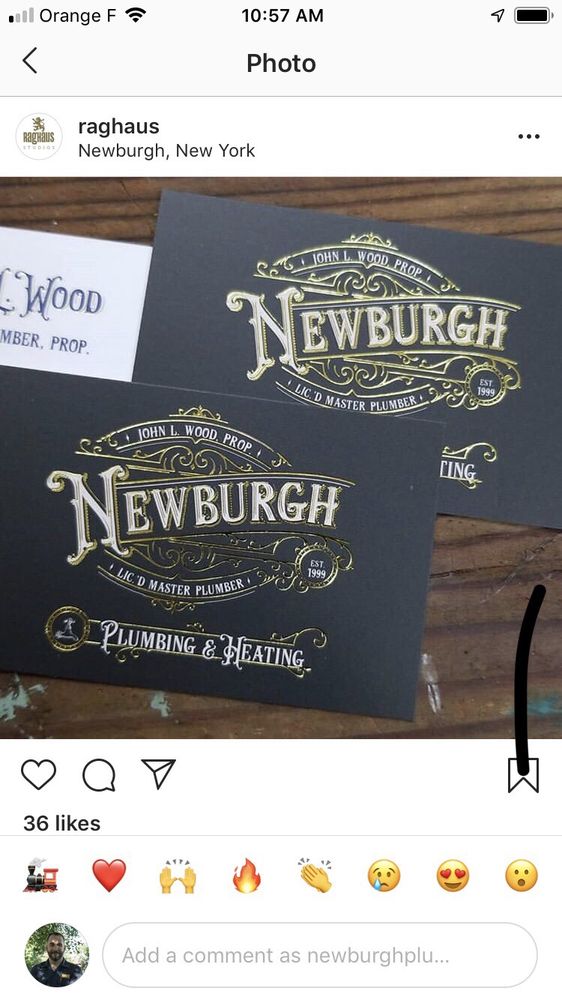 Orange F 10:57 AM
Photo
RAGHAUS
STUDIOS
raghaus
Newburgh, New York
L. WOOD
MBER, PROP.
JOHN L. WOOD, PROP
NEWBURGH
LIC'D MASTER PLUMBER
EST.
1999
TING
JOHN L. WOOD, PROP
NEWBURGH
LIC'D MASTER PLUMBER
EST.
1999
PLUMBING & HEATING
36 likes
Add a comment as newburghplu...